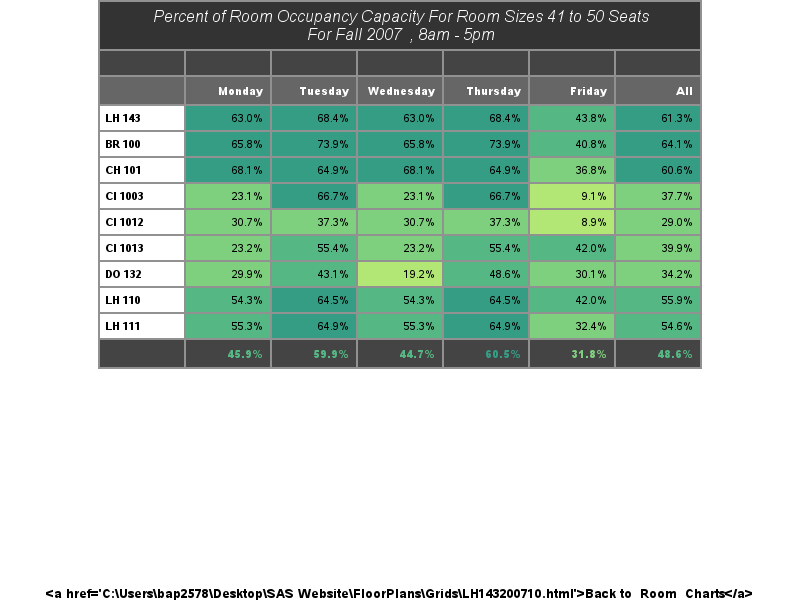 Percent of Room Occupancy Capacity For Room Sizes 41 to 50 Seats
For Fall 2007 , 8am - 5pm
Monday Tuesday Wednesday Thursday Friday All
LH 143 63.0% 68.4% 63.0% 68.4% 43.8% 61.3%
BR 100 65.8% 73.9% 65.8% 73.9% 40.8% 64.1%
CH 101 68.1% 64.9% 68.1% 64.9% 36.8% 60.6%
CI 1003 23.1% 66.7% 23.1% 66.7% 9.1% 37.7%
CI 1012 30.7% 37.3% 30.7% 37.3% 8.9% 29.0%
CI 1013 23.2% 55.4% 23.2% 55.4% 42.0% 39.9%
DO 132 29.9% 43.1% 19.2% 48.6% 30.1% 34.2%
LH 110 54.3% 64.5% 54.3% 64.5% 42.0% 55.9%
LH 111 55.3% 64.9% 55.3% 64.9% 32.4% 54.6%
45.9% 59.9% 44.7% 60.5% 31.8% 48.6%
<a href='C:\Users\bap2578\Desktop\SAS Website\FloorPlans\Grids\LH143200710.html'>Back to Room Charts</a>